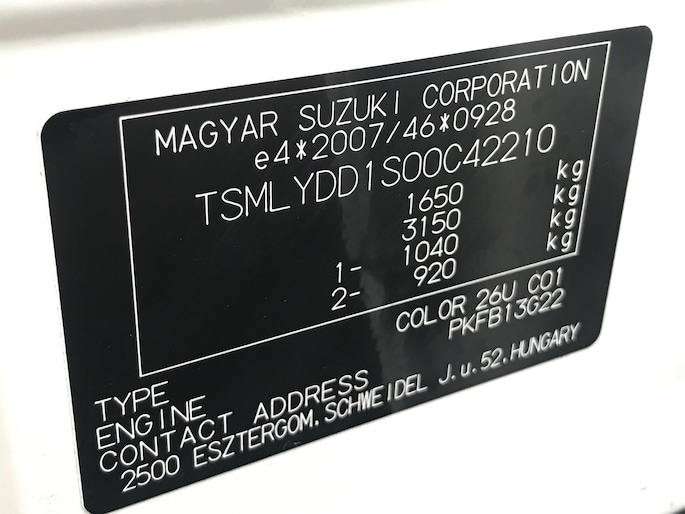 MAGYAR SUZUKI CORPORATION
e4*2007/46*0928
TSMLYDD1S00C42210
1650 kg
3150 kg
1- 1040 kg
2- 920 kg
COLOR 26U C01
TYPE PKFB13G22
ENGINE
CONTACT ADDRESS
2500 ESZTERGOM. SCHWEIDEL J. u. 52. HUNGARY